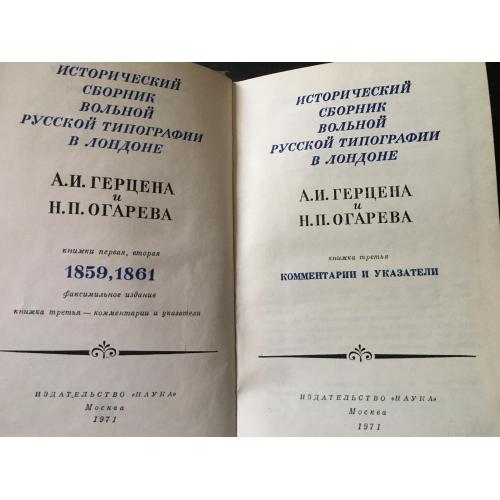 ИСТОРИЧЕСКИЙ
СБОРНИК
ВОЛЬНОЙ
РУССКОЙ ТИПОГРАФИИ
В ЛОНДОНЕ
А.И. ГЕРЦЕНА
и
Н.П. ОГАРЕВА
книжки первая, вторая
1859, 1861
факсимильное издание
книжка третья — комментарии и указатели
ИЗДАТЕЛЬСТВО «НАУКА»
Москва
1971
ИСТОРИЧЕСКИЙ
СБОРНИК
ВОЛЬНОЙ
РУССКОЙ ТИПОГРАФИИ
В ЛОНДОНЕ
А.И. ГЕРЦЕНА
и
Н.П. ОГАРЕВА
книжка третья
КОММЕНТАРИИ И УКАЗАТЕЛИ
ИЗДАТЕЛЬСТВО «НАУКА»
Москва
1971